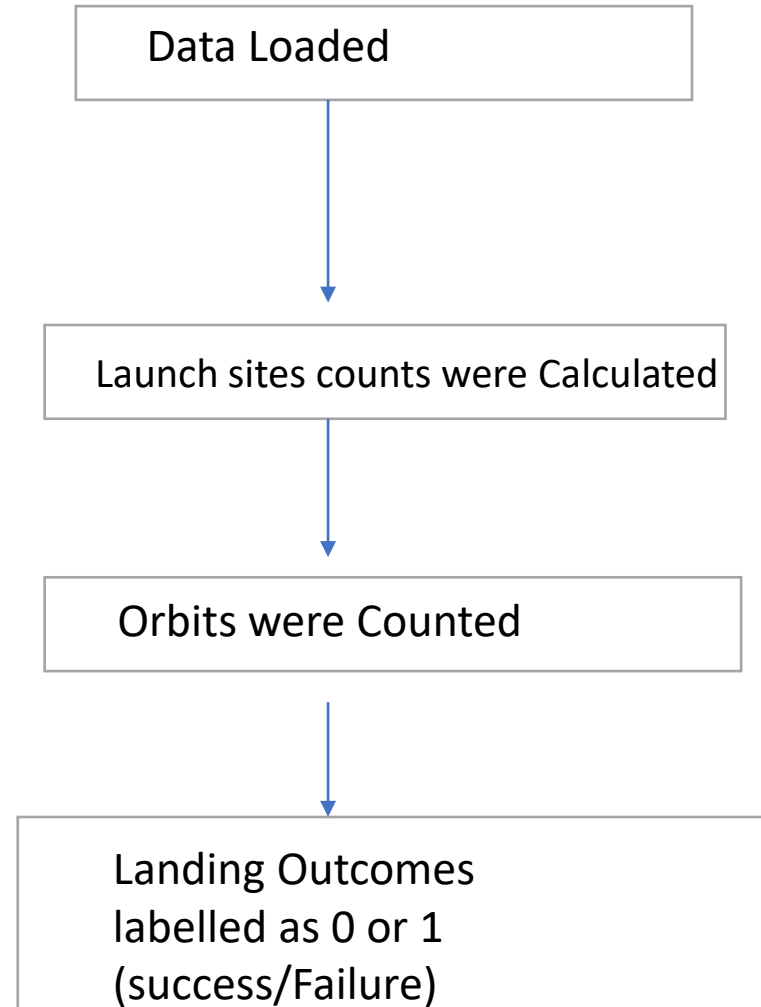 Data Loaded
Launch sites counts were Calculated
Orbits were Counted
Landing Outcomes
labelled as 0 or 1
(success/Failure)